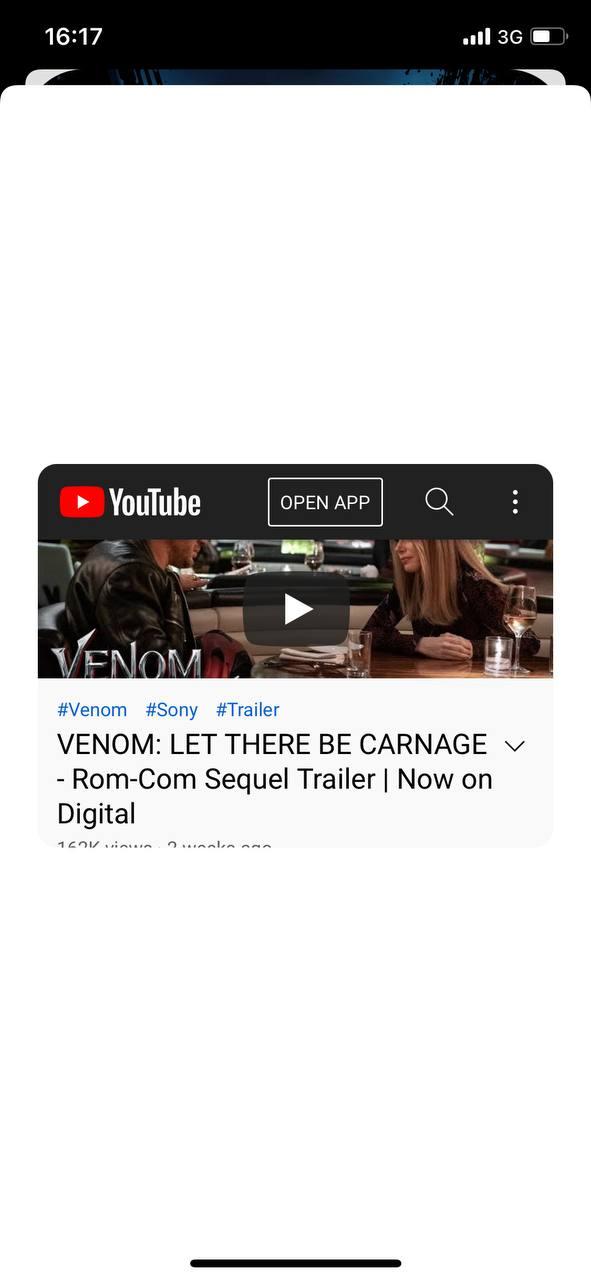 16:17 3G
YouTube OPEN APP
VENOM
#Venom #Sony #Trailer
VENOM: LET THERE BE CARNAGE
- Rom-Com Sequel Trailer | Now on
Digital